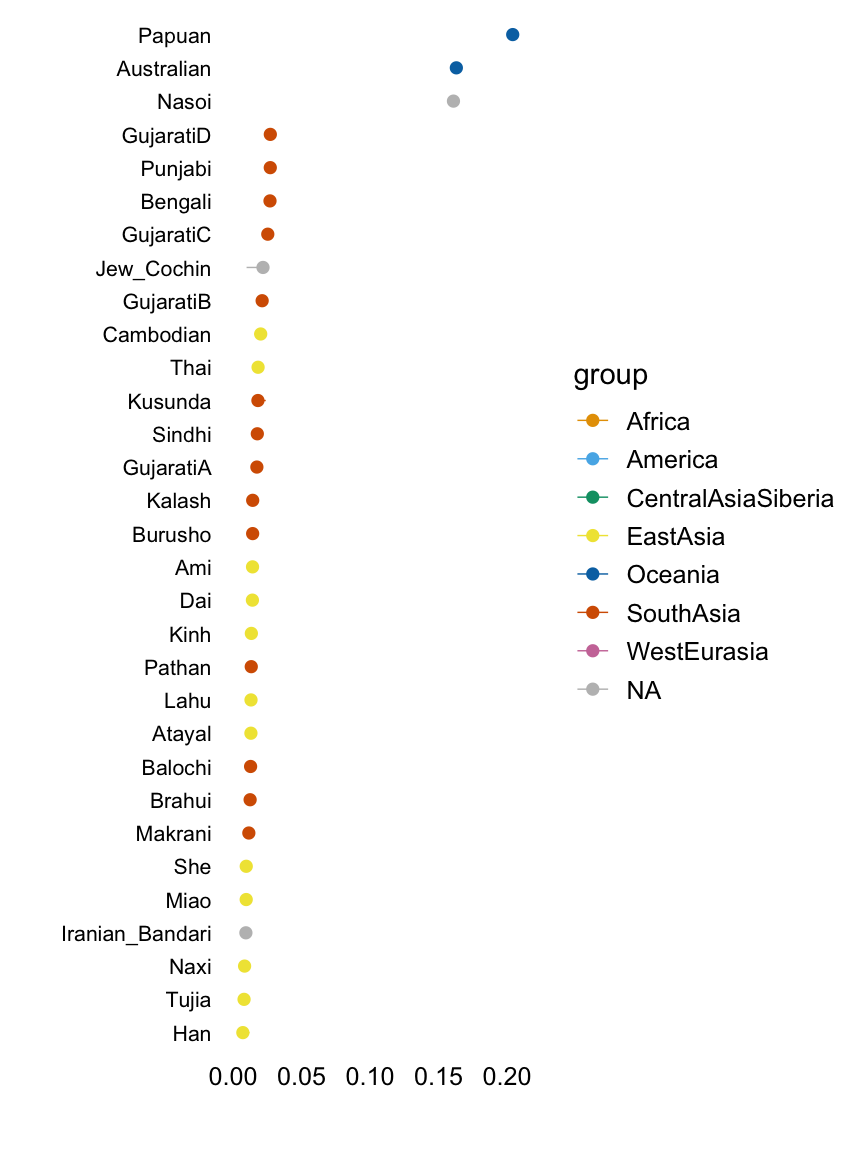 Papuan
Australian
Nasoi
GujaratiD
Punjabi
Bengali
GujaratiC
Jew_Cochin
GujaratiB
Cambodian
Thai
Kusunda
Sindhi
GujaratiA
Kalash
Burusho
Ami
Dai
Kinh
Pathan
Lahu
Atayal
Balochi
Brahui
Makrani
She
Miao
Iranian_Bandari
Naxi
Tujia
Han
0.00 0.05 0.10 0.15 0.20
group
Africa
America
CentralAsiaSiberia
EastAsia
Oceania
SouthAsia
WestEurasia
NA